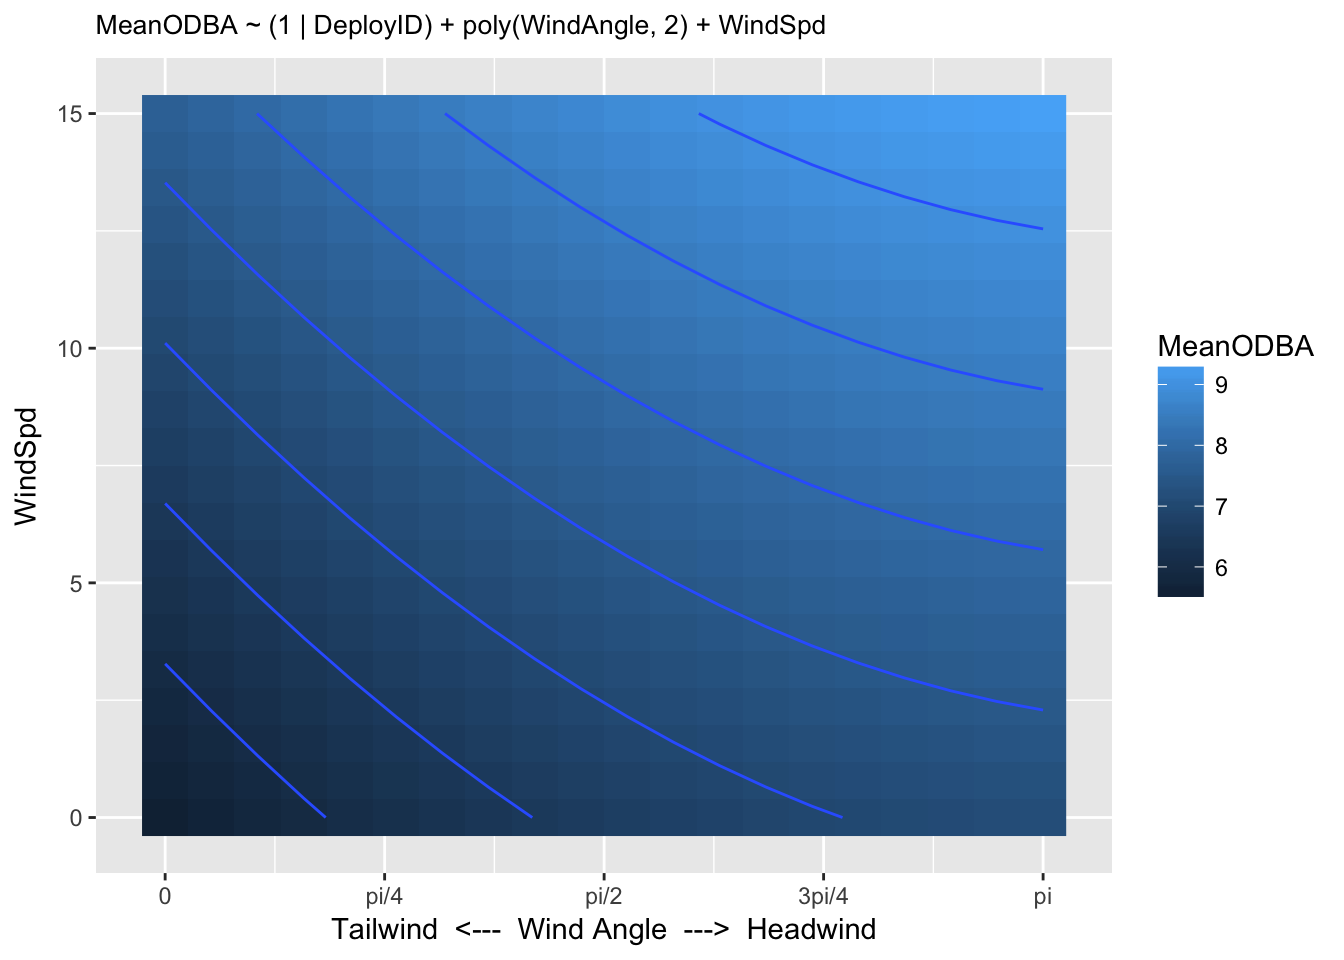 MeanODBA ~ (1 | DeployID) + poly(WindAngle, 2) + WindSpd
15
10
5
0
WindSpd
0 pi/4 pi/2 3pi/4 pi
Tailwind <--- Wind Angle ---> Headwind
MeanODBA
9
8
7
6